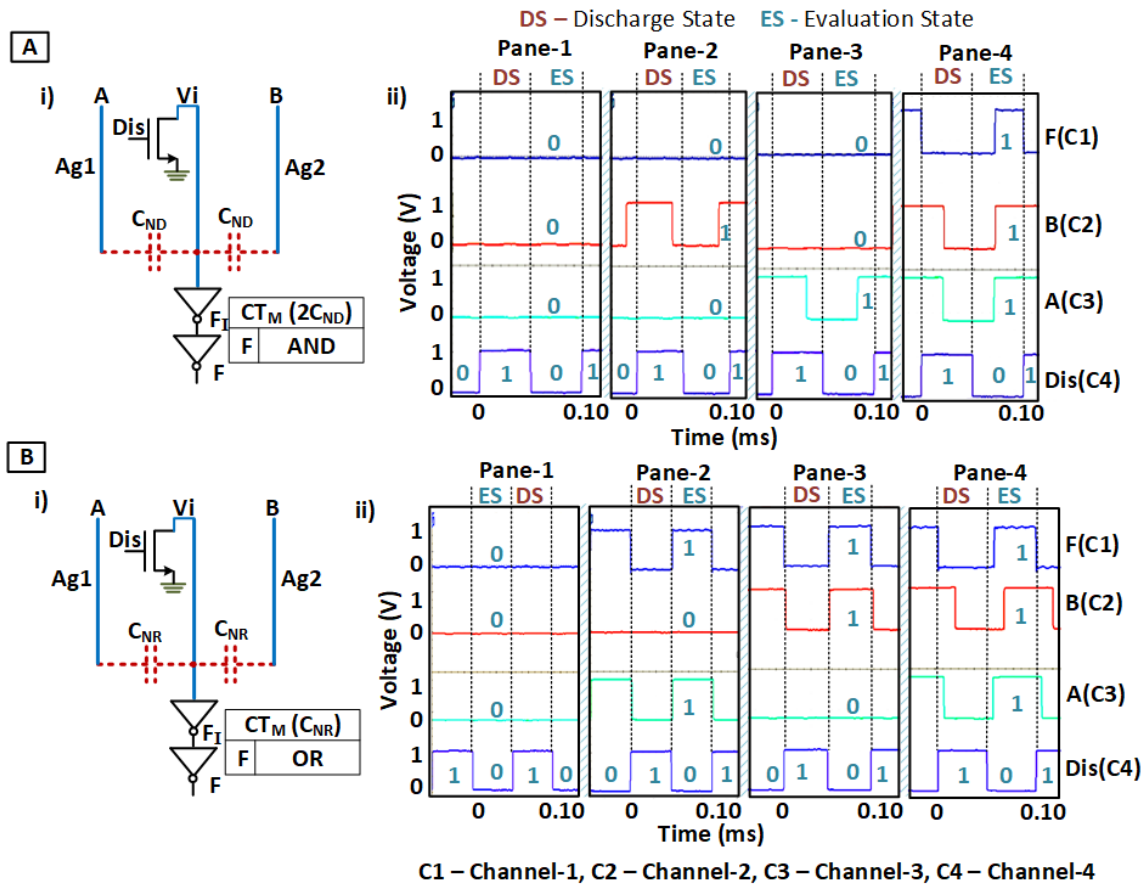 DS – Discharge State ES - Evaluation State
A
i)
A Vi B
Dis
Ag1 Ag2
CND CND
FI
CTM (2CND)
F AND
F
ii)
Pane-1 Pane-2 Pane-3 Pane-4
DS ES DS ES DS ES DS ES
Voltage (V)
1
0
0 0 0 1
F(C1)
1
0
0 1 0 1
B(C2)
1
0
0 0 1 1
A(C3)
1
0
0 1 0 1 0 1 0 1 1 0 1 1 0 1
Dis(C4)
0 0.10 0 0.10 0 0.10 0 0.10
Time (ms)
B
i)
A Vi B
Dis
Ag1 Ag2
CNR CNR
FI
CTM (CNR)
F OR
F
ii)
Pane-1 Pane-2 Pane-3 Pane-4
ES DS DS ES DS ES DS ES
Voltage (V)
1
0
0 1 1 1
F(C1)
1
0
0 0 1 1
B(C2)
1
0
0 1 0 1
A(C3)
1
0
1 0 1 0 0 1 0 1 0 1 0 1 1 0 1
Dis(C4)
0 0.10 0 0.10 0 0.10 0 0.10
Time (ms)
C1 – Channel-1, C2 – Channel-2, C3 – Channel-3, C4 – Channel-4